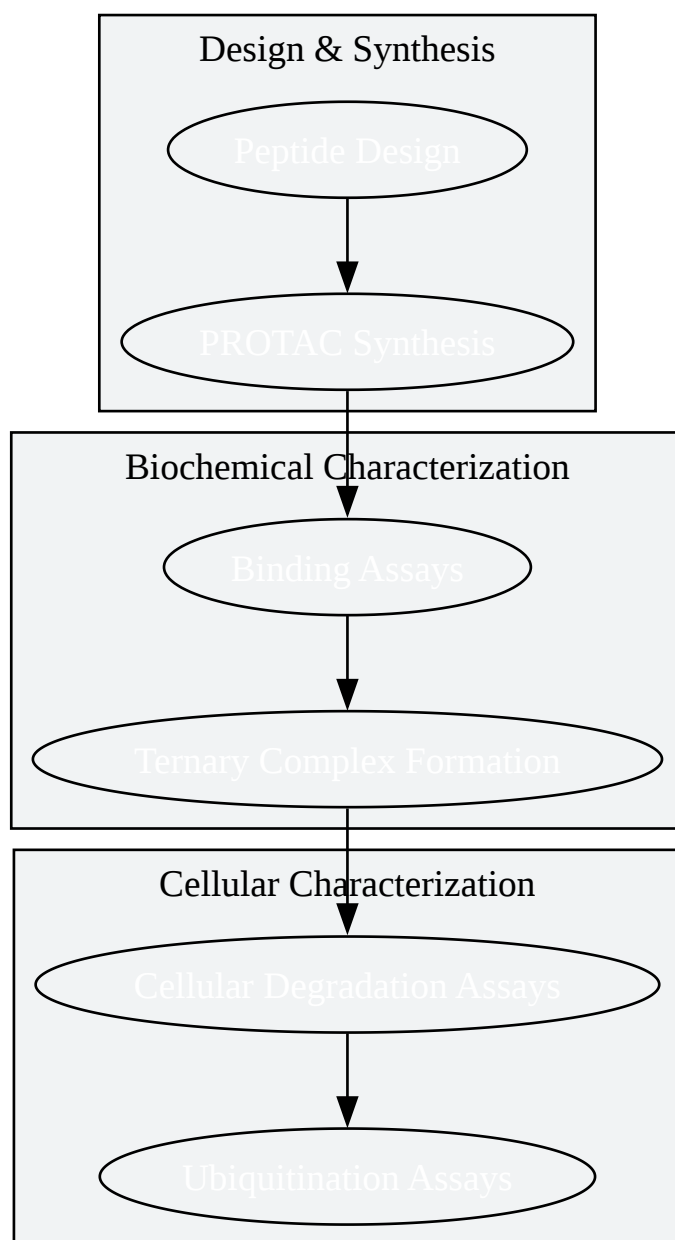 Design & Synthesis
Peptide Design
PROTAC Synthesis
Biochemical Characterization
Binding Assays
Ternary Complex Formation
Cellular Characterization
Cellular Degradation Assays
Ubiquitination Assays